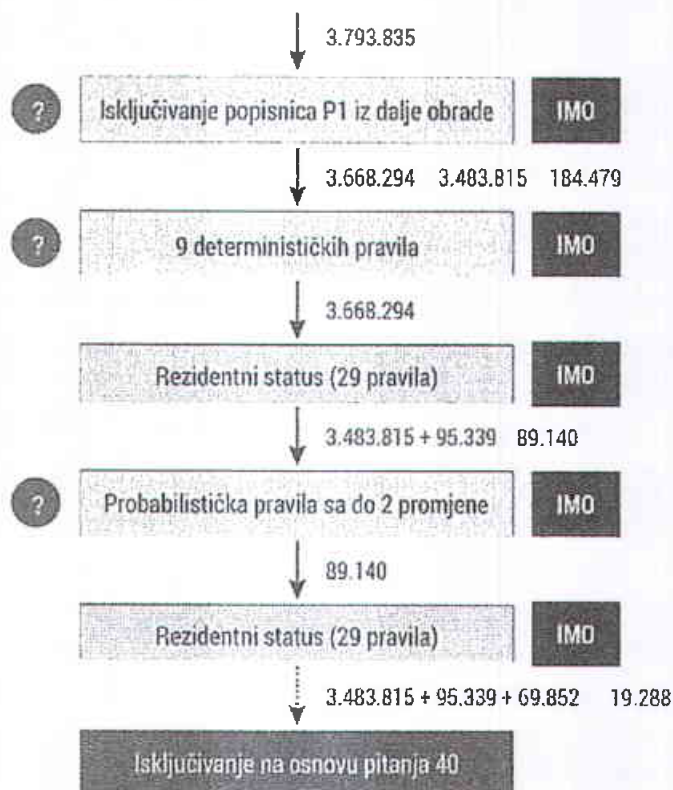 3.793.835
? Isključivanje popisnica P1 iz dalje obrade IMO
3.668.294 3.483.815 184.479
? 9 determinističkih pravila IMO
3.668.294
Rezidentni status (29 pravila) IMO
3.483.815 + 95.339 89.140
? Probabilistička pravila sa do 2 promjene IMO
89.140
Rezidentni status (29 pravila) IMO
3.483.815 + 95.339 + 69.852 19.288
Isključivanje na osnovu pitanja 40